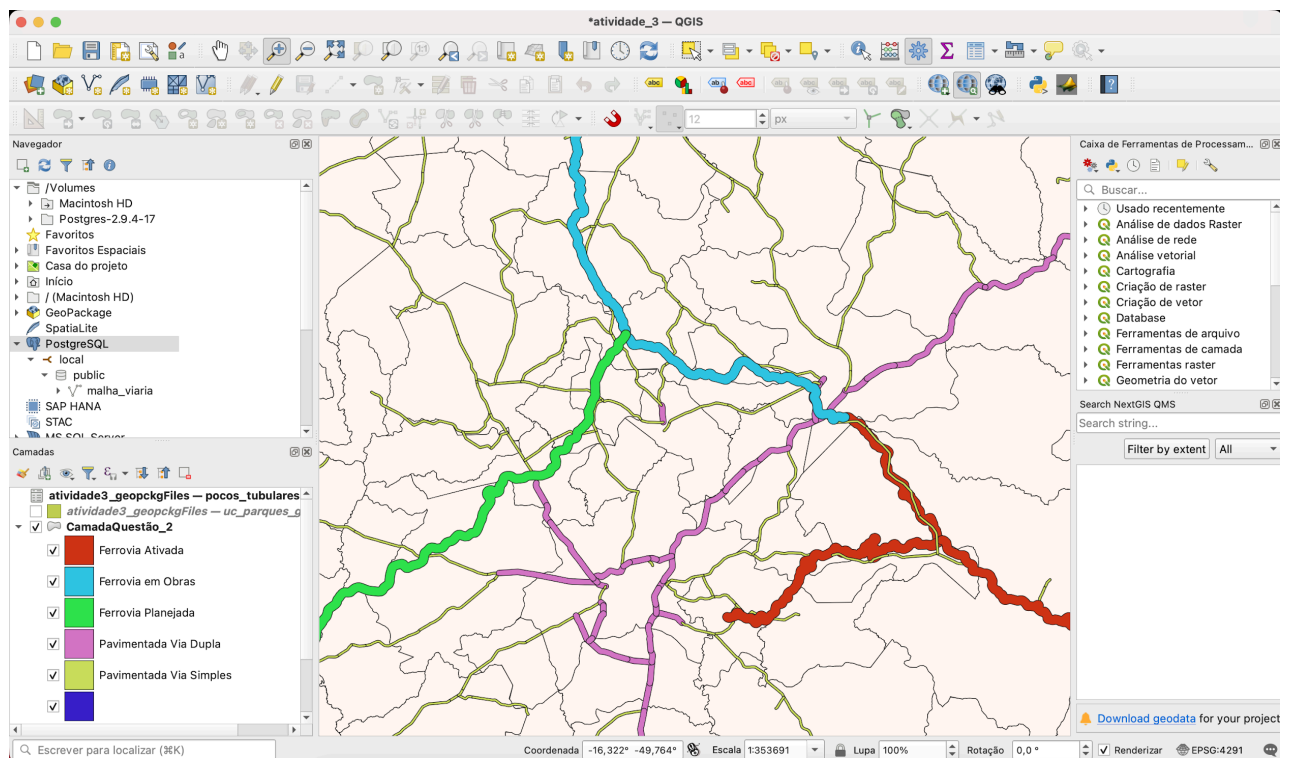 *atividade_3 — QGIS
abc
abc
12
px
Navegador
/Volumes
Macintosh HD
Postgres-2.9.4-17
Favoritos
Favoritos Espaciais
Casa do projeto
Início
/ (Macintosh HD)
GeoPackage
SpatiaLite
PostgreSQL
local
public
malha_viaria
SAP HANA
STAC
MS SQL Server
Camadas
atividade3_geopckgFiles — pocos_tubulares
atividade3_geopckgFiles — uc_parques_g
CamadaQuestão_2
Ferrovia Ativada
Ferrovia em Obras
Ferrovia Planejada
Pavimentada Via Dupla
Pavimentada Via Simples
Caixa de Ferramentas de Processam...
Buscar...
Usado recentemente
Análise de dados Raster
Análise de rede
Análise vetorial
Cartografia
Criação de raster
Criação de vetor
Database
Ferramentas de arquivo
Ferramentas de camada
Ferramentas raster
Geometria do vetor
Search NextGIS QMS
Search string...
Filter by extent All
Download geodata for your project
Escrever para localizar (⌘K) Coordenada -16,322° -49,764° Escala 1:353691 Lupa 100% Rotação 0,0 ° Renderizar EPSG:4291